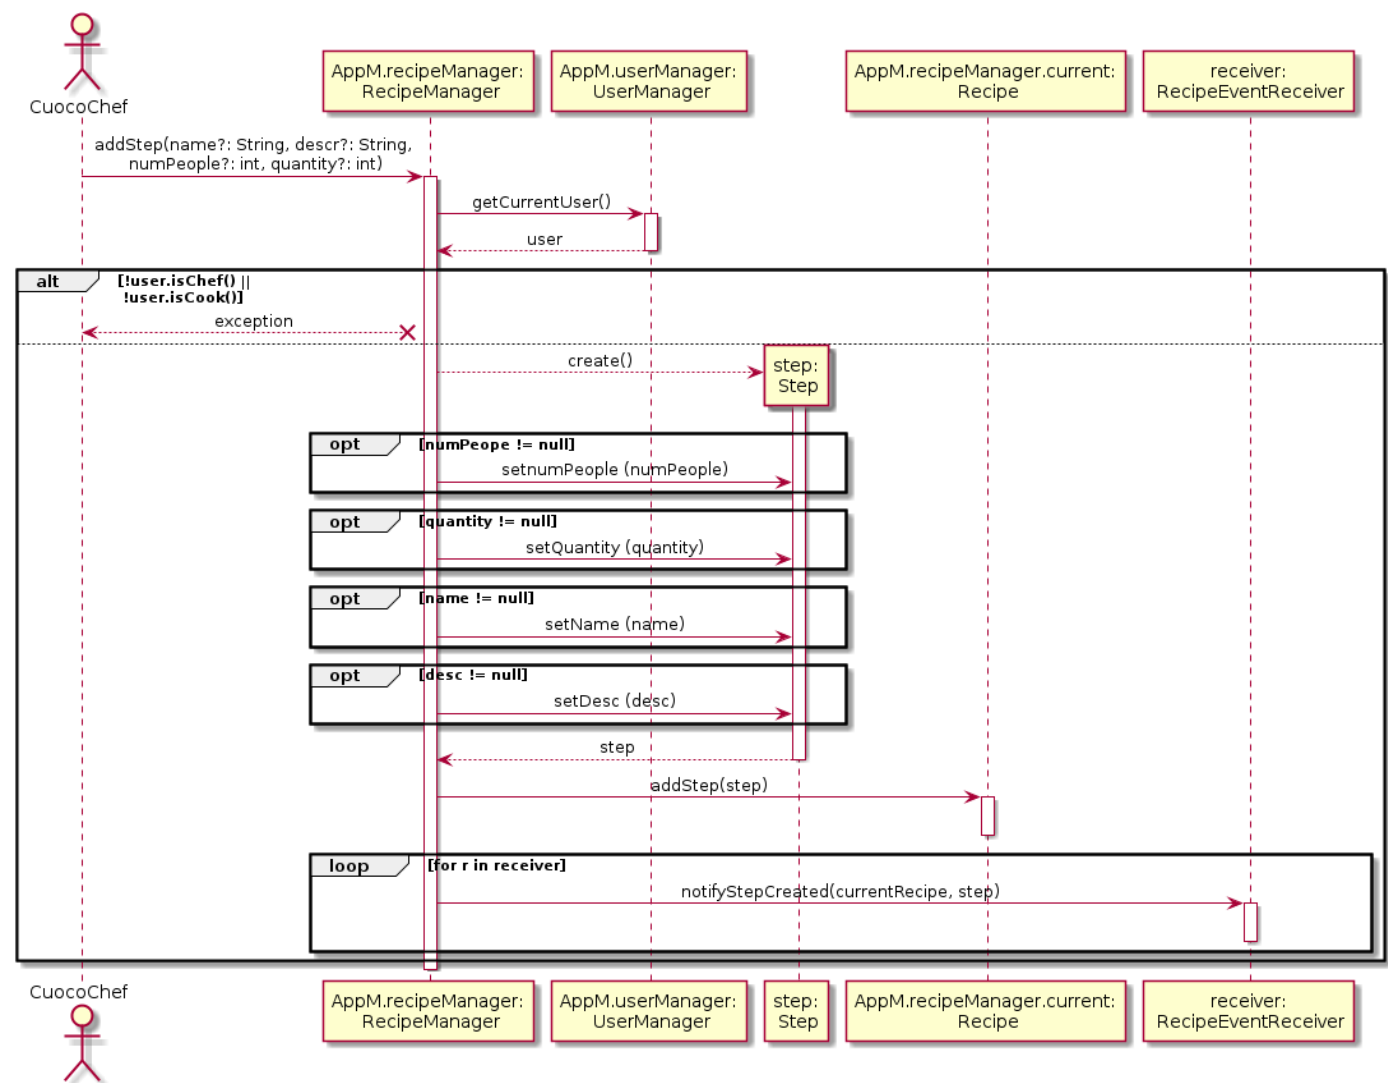 CuocoChef
AppM.recipeManager:
RecipeManager
AppM.userManager:
UserManager
AppM.recipeManager.current:
Recipe
receiver:
RecipeEventReceiver
addStep(name?: String, descr?: String,
numPeople?: int, quantity?: int)
getCurrentUser()
user
alt
[!user.isChef() ||
!user.isCook()]
exception
create()
step:
Step
opt
[numPeope != null]
setnumPeople (numPeople)
opt
[quantity != null]
setQuantity (quantity)
opt
[name != null]
setName (name)
opt
[desc != null]
setDesc (desc)
step
addStep(step)
loop
[for r in receiver]
notifyStepCreated(currentRecipe, step)
CuocoChef
AppM.recipeManager:
RecipeManager
AppM.userManager:
UserManager
step:
Step
AppM.recipeManager.current:
Recipe
receiver:
RecipeEventReceiver